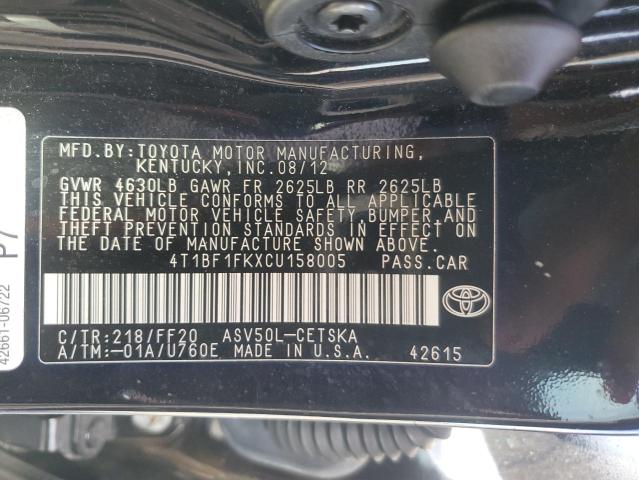 MFD.BY:TOYOTA MOTOR MANUFACTURING,
KENTUCKY,INC.08/12
GVWR 4630LB GAWR FR 2625LB RR 2625LB
THIS VEHICLE CONFORMS TO ALL APPLICABLE
FEDERAL MOTOR VEHICLE SAFETY, BUMPER, AND
THEFT PREVENTION STANDARDS IN EFFECT ON
THE DATE OF MANUFACTURE SHOWN ABOVE.
4T1BF1FKXCU158005 PASS.CAR
C/TR:218/FF20 ASV50L-CETSKA
A/TM:-01A/U760E MADE IN U.S.A. 42615
TOYOTA
P7
42661-06722